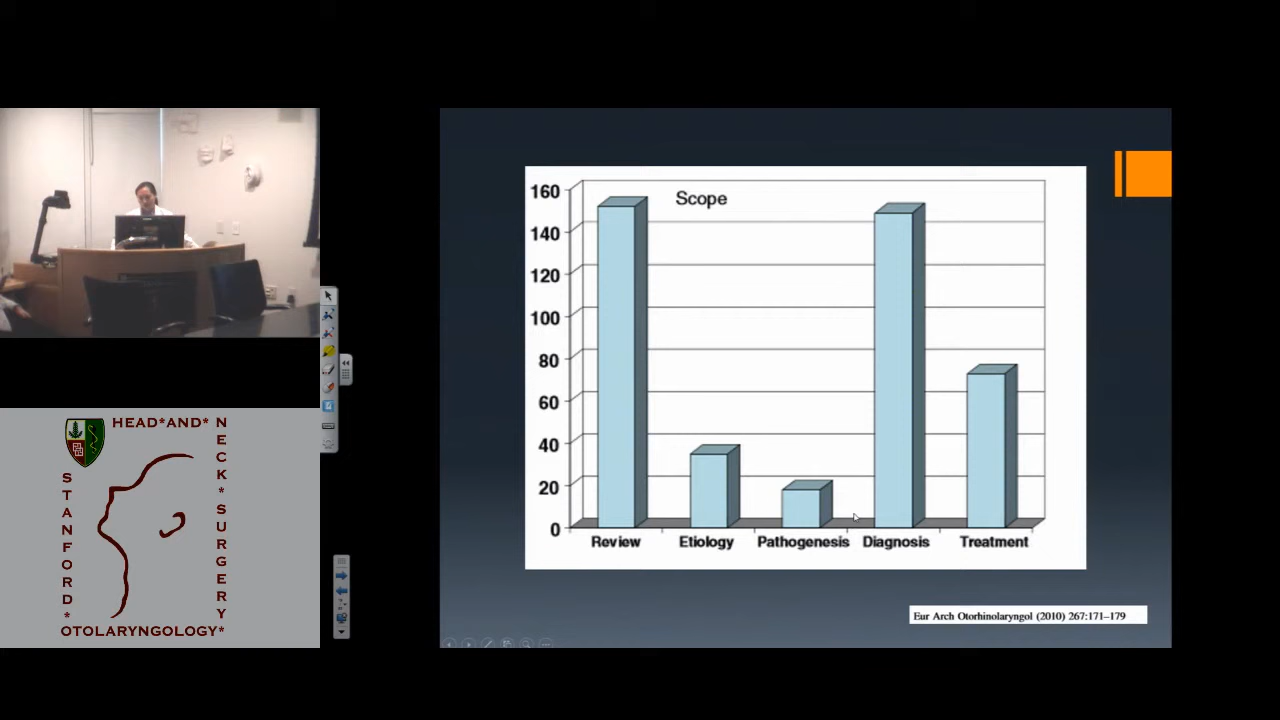 Scope
160
140
120
100
80
60
40
20
0
Review Etiology Pathogenesis Diagnosis Treatment
Eur Arch Otorhinolaryngol (2010) 267:171–179
HEAD*AND*
NECK*SURGERY
STANFORD*
OTOLARYNGOLOGY*